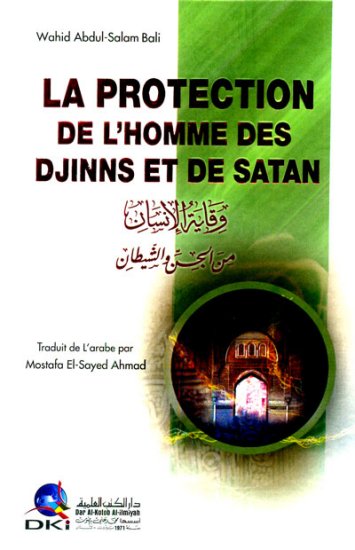 Wahid Abdul-Salam Bali
LA PROTECTION
DE L'HOMME DES
DJINNS ET DE SATAN
وقاية الإنسان
من الجن والشيطان
Traduit de L'arabe par
Mostafa El-Sayed Ahmad
دار الكتب العلمية
Dar Al-Kotob Al-ilmiyah
DKi
1971